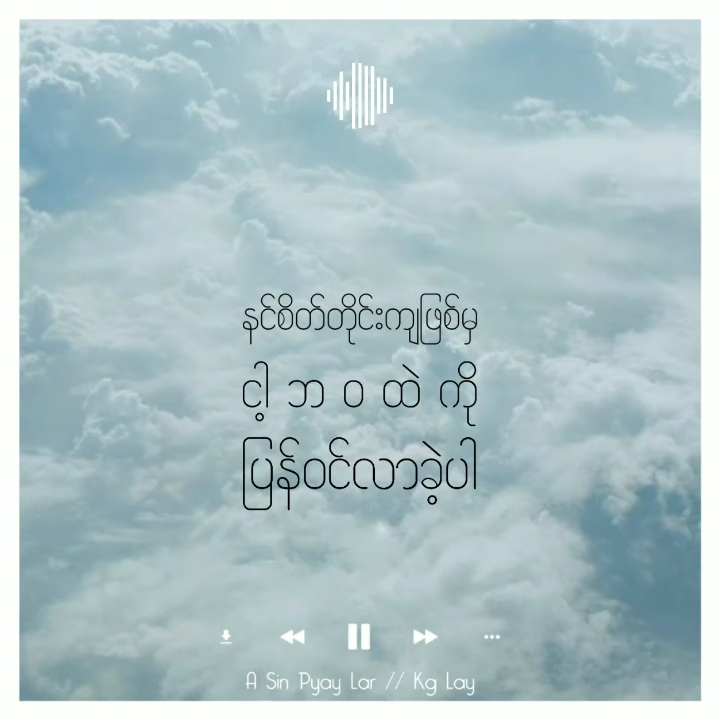 နင်စိတ်တိုင်းကျဖြစ်မှ
ငါ့ ဘ ဝ ထဲ ကို
ပြန်ဝင်လာခဲ့ပါ
A Sin Pyay Lar // Kg Lay